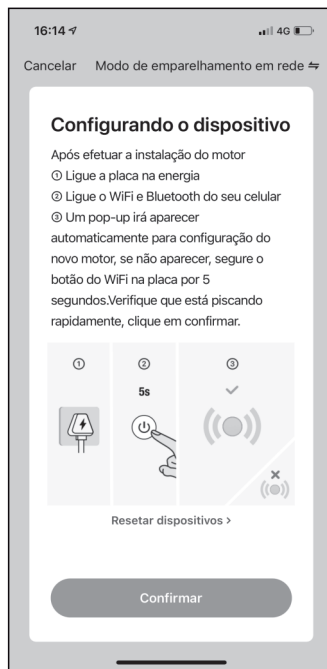 16:14
4G
Cancelar Modo de emparelhamento em rede
Configurando o dispositivo
Após efetuar a instalação do motor
① Ligue a placa na energia
② Ligue o WiFi e Bluetooth do seu celular
③ Um pop-up irá aparecer
automaticamente para configuração do
novo motor, se não aparecer, segure o
botão do WiFi na placa por 5
segundos.Verifique que está piscando
rapidamente, clique em confirmar.
① ② ③
5s
Resetar dispositivos >
Confirmar